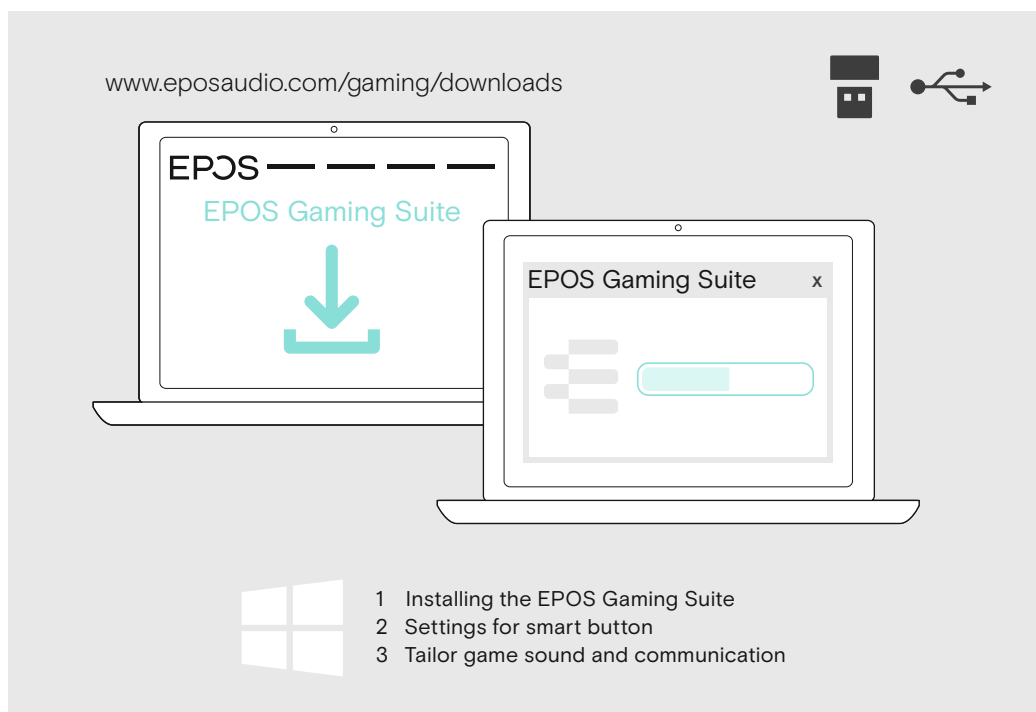 www.eposaudio.com/gaming/downloads
EPOS
EPOS Gaming Suite
EPOS Gaming Suite x
1 Installing the EPOS Gaming Suite
2 Settings for smart button
3 Tailor game sound and communication